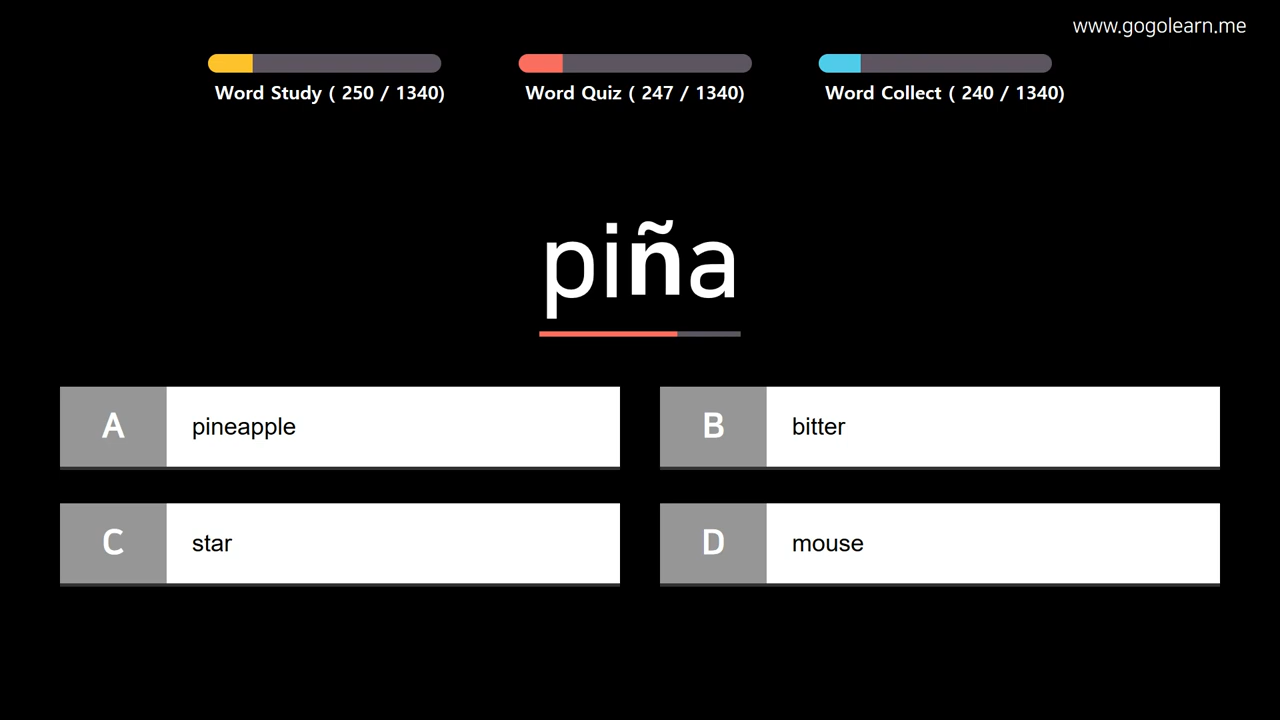 www.gogolearn.me
Word Study ( 250 / 1340)
Word Quiz ( 247 / 1340)
Word Collect ( 240 / 1340)
piña
A pineapple
B bitter
C star
D mouse